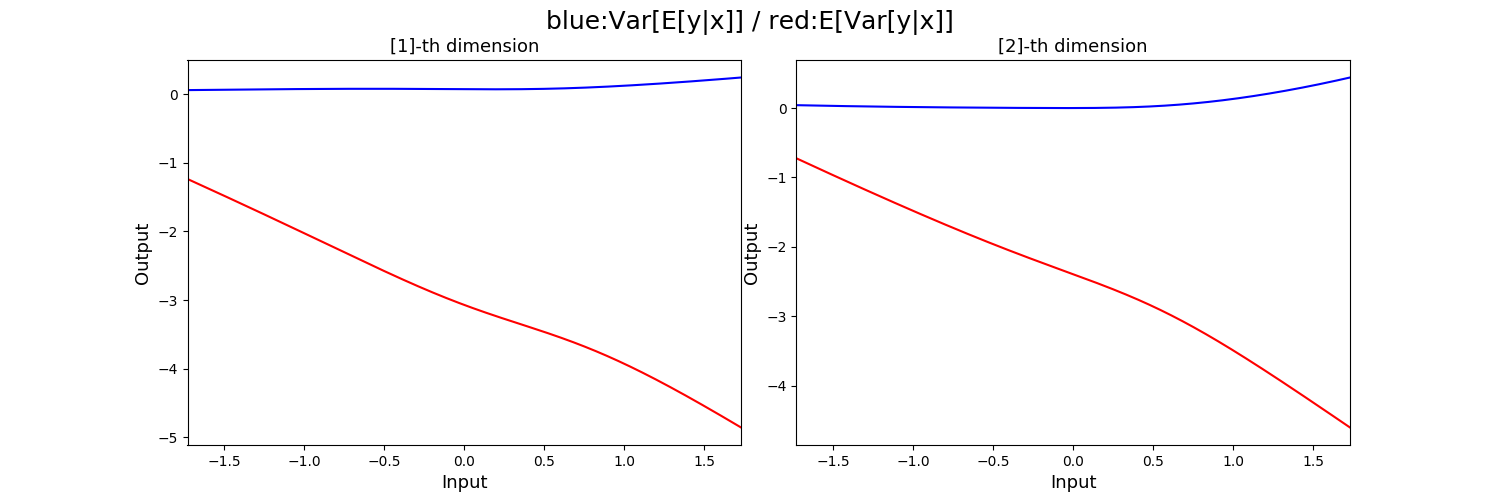 blue:Var[E[y|x]] / red:E[Var[y|x]]
[1]-th dimension
0
−1
−2
−3
−4
−5
Output
−1.5 −1.0 −0.5 0.0 0.5 1.0 1.5
Input
[2]-th dimension
0
−1
−2
−3
−4
Output
−1.5 −1.0 −0.5 0.0 0.5 1.0 1.5
Input